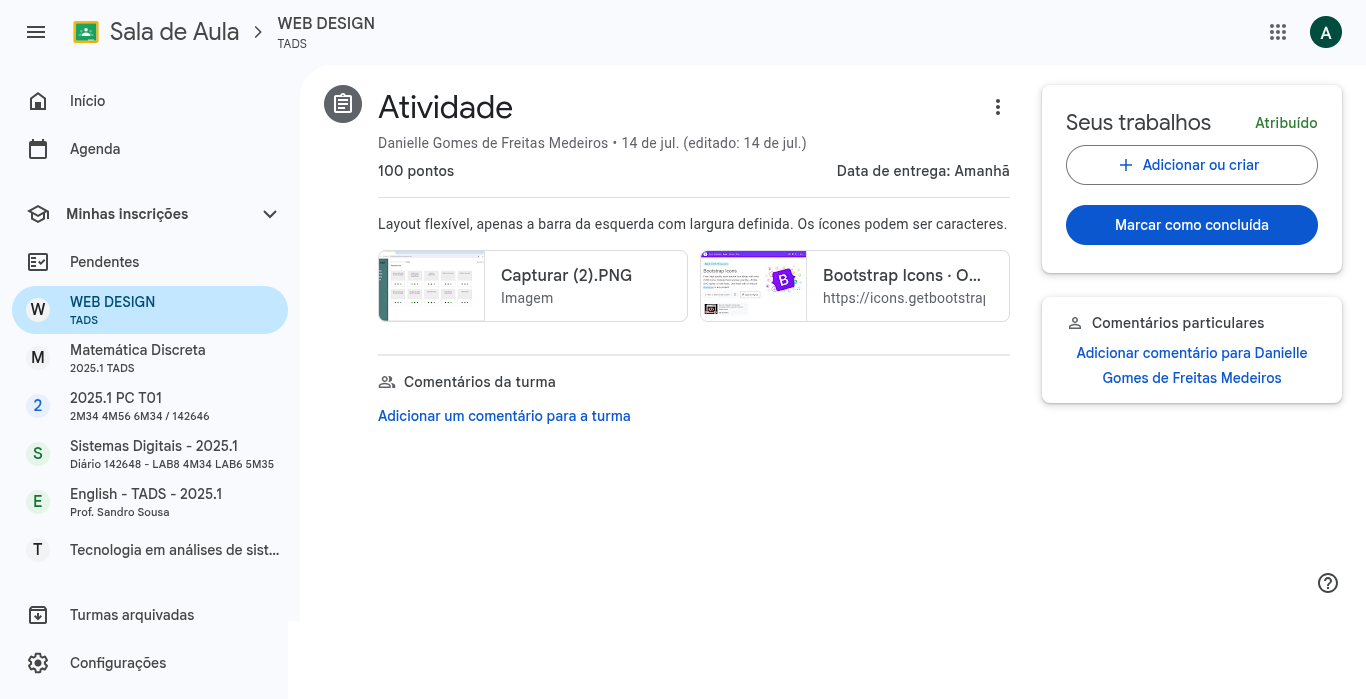 Sala de Aula
WEB DESIGN
TADS
A
Início
Agenda
Minhas inscrições
Pendentes
W
WEB DESIGN
TADS
M
Matemática Discreta
2025.1 TADS
2
2025.1 PC T01
2M34 4M56 6M34 / 142646
S
Sistemas Digitais - 2025.1
Diário 142648 - LAB8 4M34 LAB6 5M35
E
English - TADS - 2025.1
Prof. Sandro Sousa
T
Tecnologia em análises de sist...
Turmas arquivadas
Configurações
Atividade
Danielle Gomes de Freitas Medeiros • 14 de jul. (editado: 14 de jul.)
100 pontos
Data de entrega: Amanhã
Layout flexível, apenas a barra da esquerda com largura definida. Os ícones podem ser caracteres.
Capturar (2).PNG
Imagem
Bootstrap Icons
B
Bootstrap Icons · O...
https://icons.getbootstrap
Comentários da turma
Adicionar um comentário para a turma
Seus trabalhos
Atribuído
+ Adicionar ou criar
Marcar como concluída
Comentários particulares
Adicionar comentário para Danielle
Gomes de Freitas Medeiros